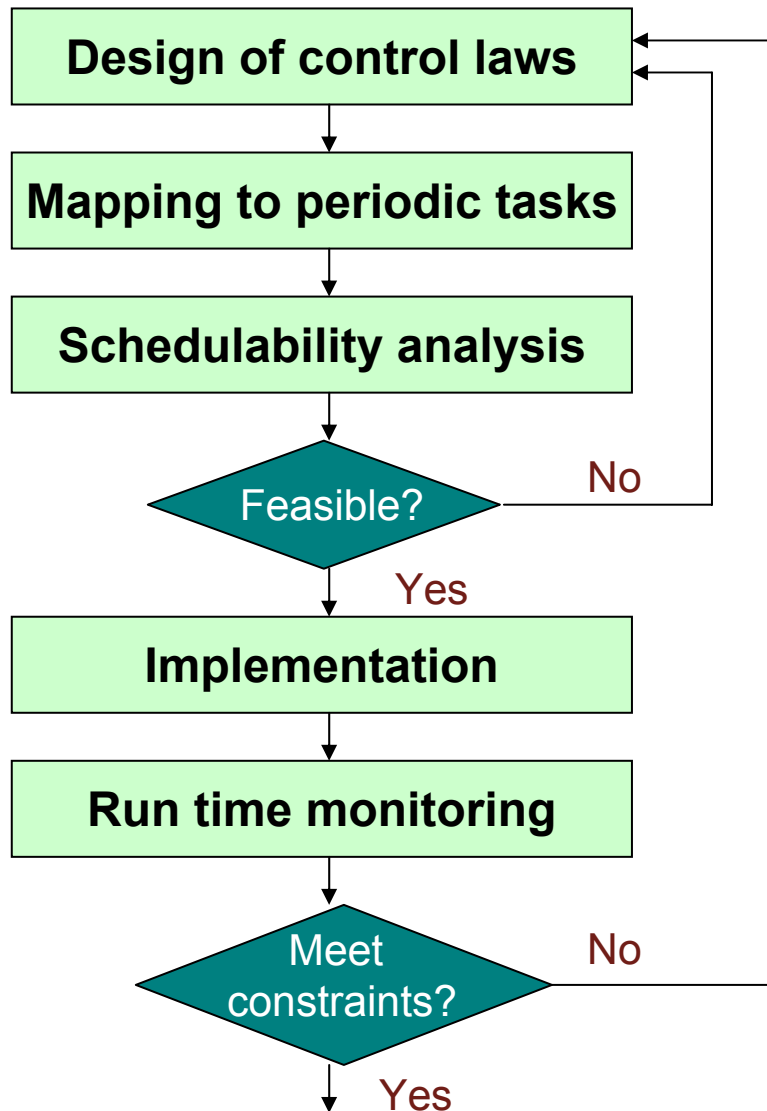 Design of control laws
Mapping to periodic tasks
Schedulability analysis
Feasible?
No
Yes
Implementation
Run time monitoring
Meet
constraints?
No
Yes